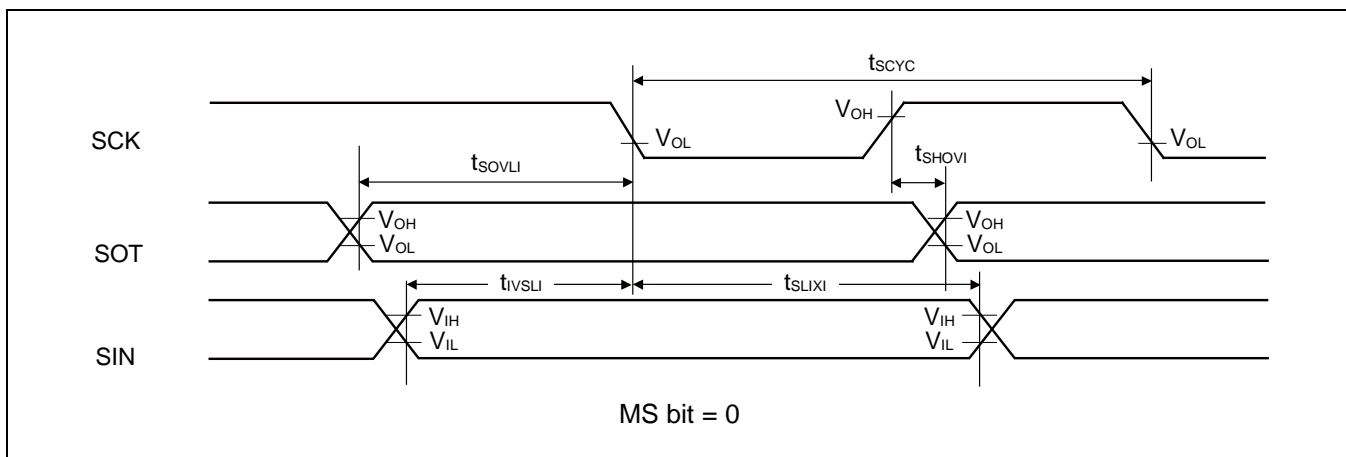 tSCYC
VOH
SCK
VOL
VOL
tSHOVI
tSOVLI
VOH
VOH
SOT
VOL
VOL
tIVSLI
tSLIXI
VIH
VIH
VIL
VIL
SIN
MS bit = 0